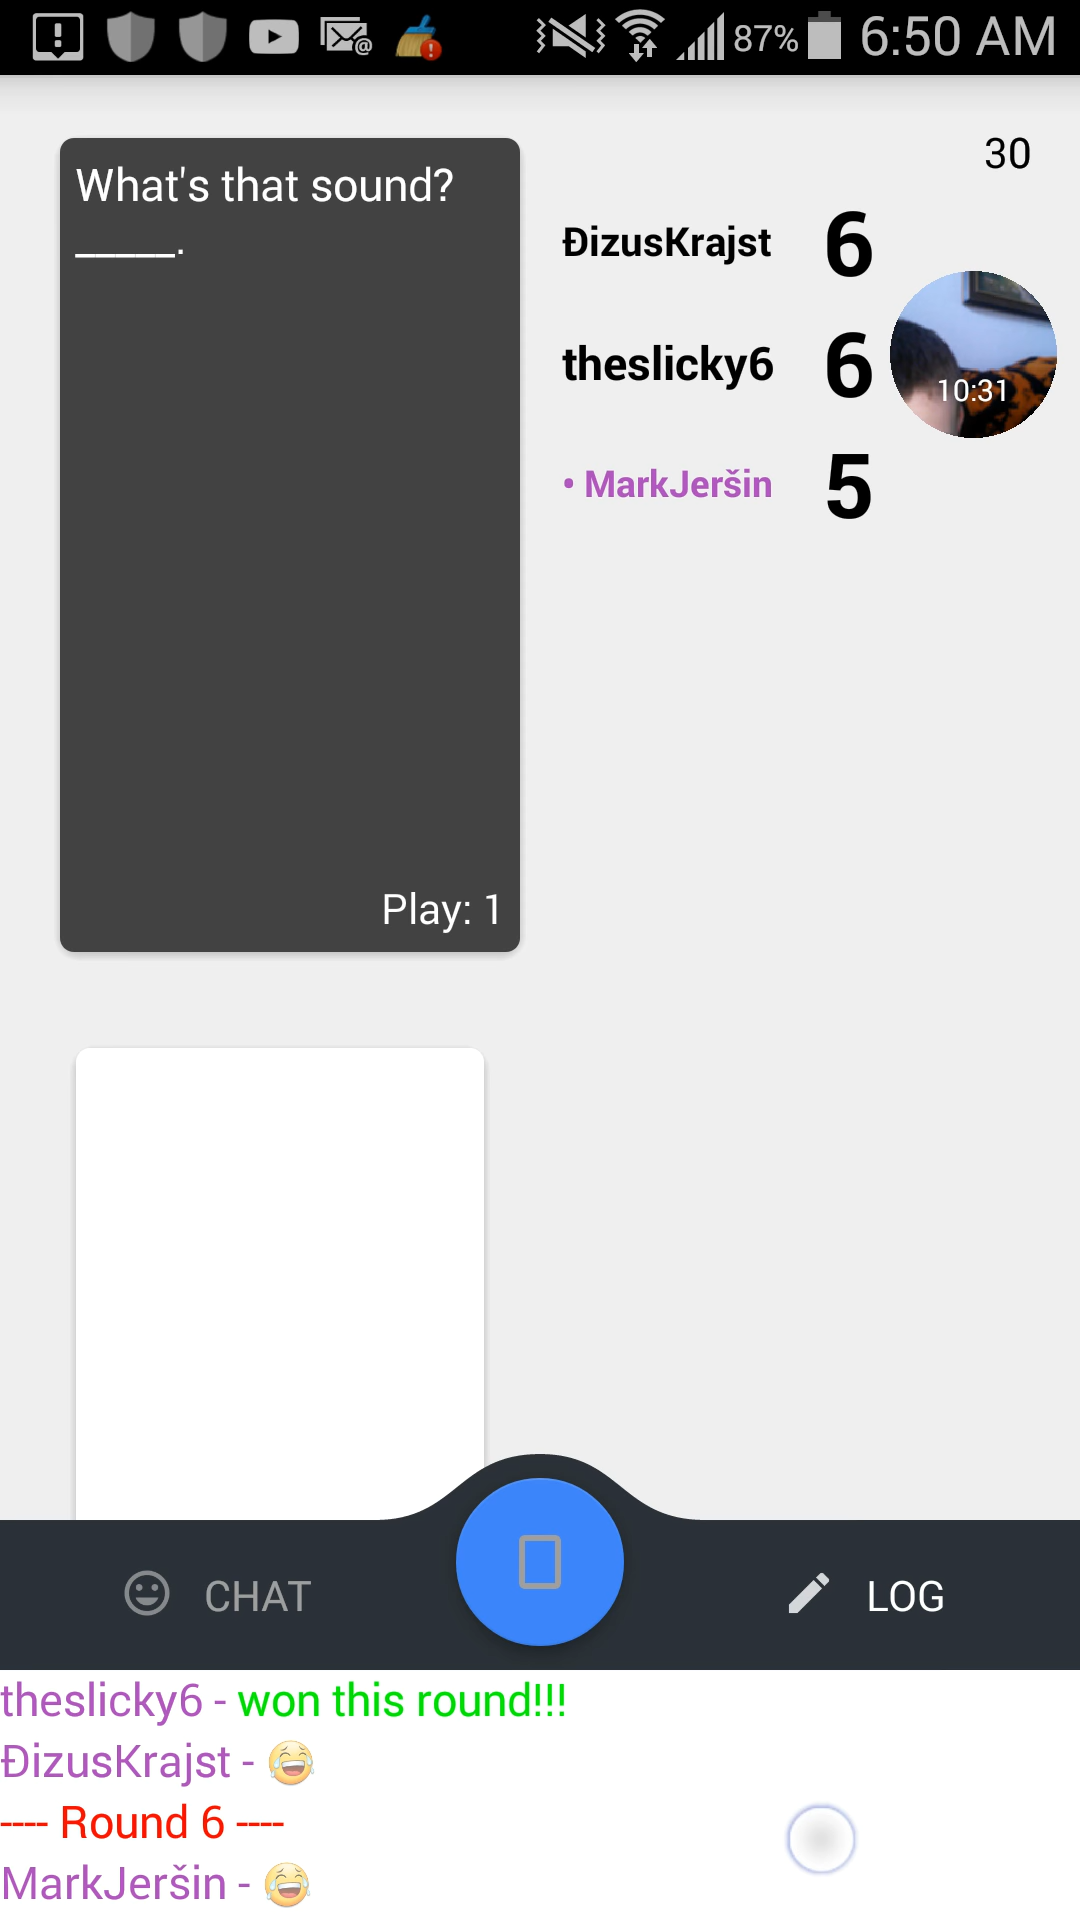 87% 6:50 AM
What's that sound?
_____.
Play: 1
30
ĐizusKrajst 6
theslicky6 6
10:31
• MarkJeršin 5
CHAT
LOG
theslicky6 - won this round!!!
ĐizusKrajst - 😂
---- Round 6 ----
MarkJeršin - 😂